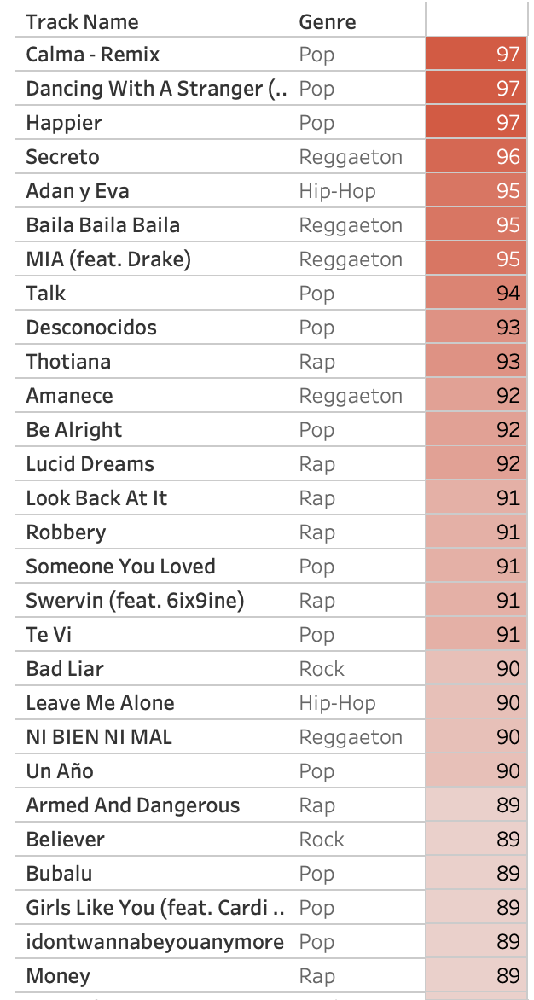 Track Name Genre
Calma - Remix Pop 97
Dancing With A Stranger (.. Pop 97
Happier Pop 97
Secreto Reggaeton 96
Adan y Eva Hip-Hop 95
Baila Baila Baila Reggaeton 95
MIA (feat. Drake) Reggaeton 95
Talk Pop 94
Desconocidos Pop 93
Thotiana Rap 93
Amanece Reggaeton 92
Be Alright Pop 92
Lucid Dreams Rap 92
Look Back At It Rap 91
Robbery Rap 91
Someone You Loved Pop 91
Swervin (feat. 6ix9ine) Rap 91
Te Vi Pop 91
Bad Liar Rock 90
Leave Me Alone Hip-Hop 90
NI BIEN NI MAL Reggaeton 90
Un Año Pop 90
Armed And Dangerous Rap 89
Believer Rock 89
Bubalu Pop 89
Girls Like You (feat. Cardi .. Pop 89
idontwannabeyouanymore Pop 89
Money Rap 89